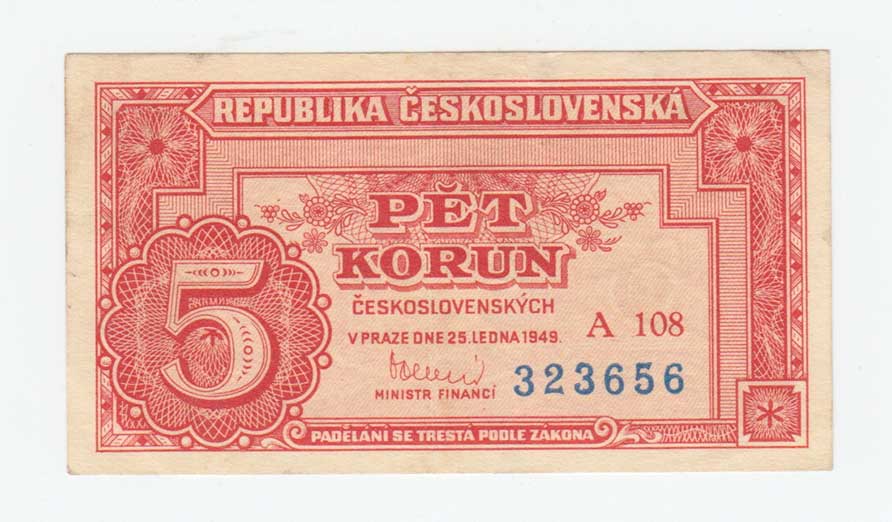 REPUBLIKA ČESKOSLOVENSKÁ
PĚT
KORUN
ČESKOSLOVENSKÝCH
V PRAZE DNE 25. LEDNA 1949.
A 108
323656
MINISTR FINANCÍ
5
PADĚLÁNÍ SE TRESTÁ PODLE ZÁKONA